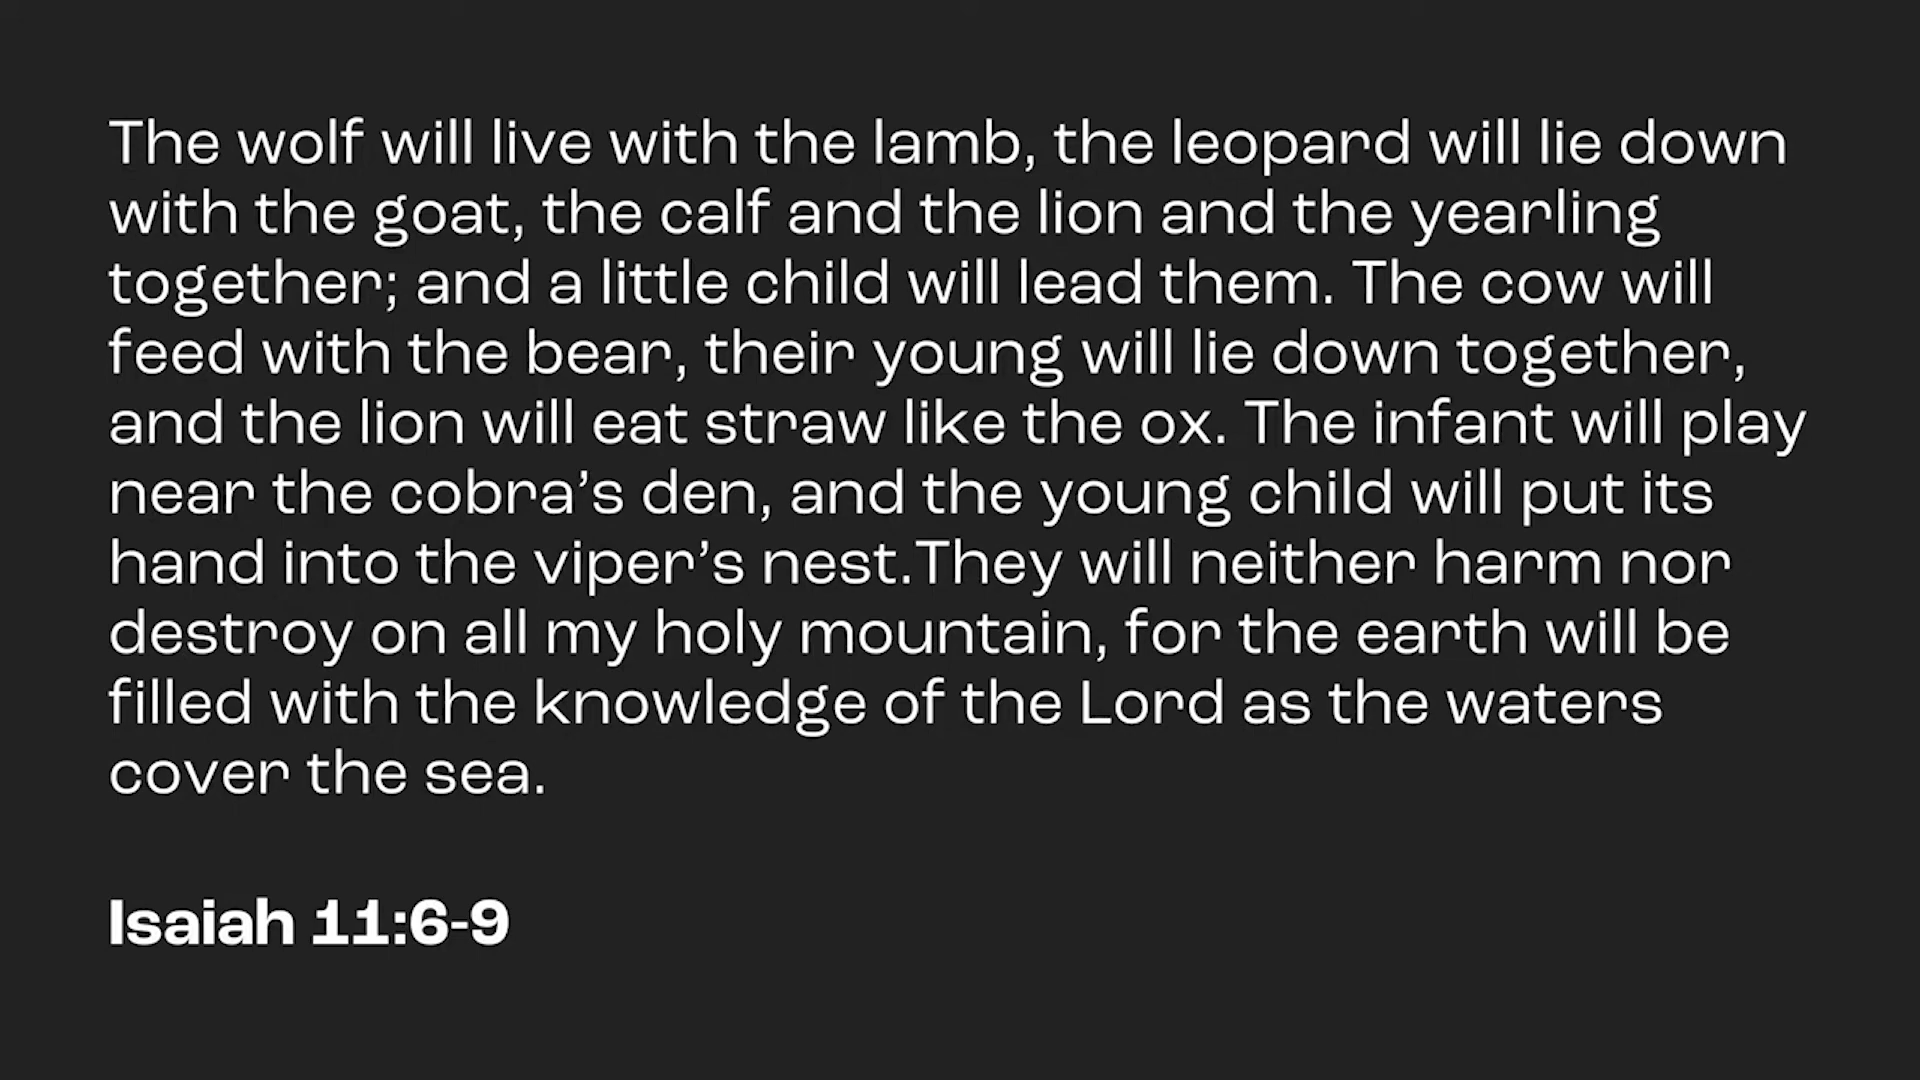 The wolf will live with the lamb, the leopard will lie down
with the goat, the calf and the lion and the yearling
together; and a little child will lead them. The cow will
feed with the bear, their young will lie down together,
and the lion will eat straw like the ox. The infant will play
near the cobra’s den, and the young child will put its
hand into the viper’s nest.They will neither harm nor
destroy on all my holy mountain, for the earth will be
filled with the knowledge of the Lord as the waters
cover the sea.
Isaiah 11:6-9